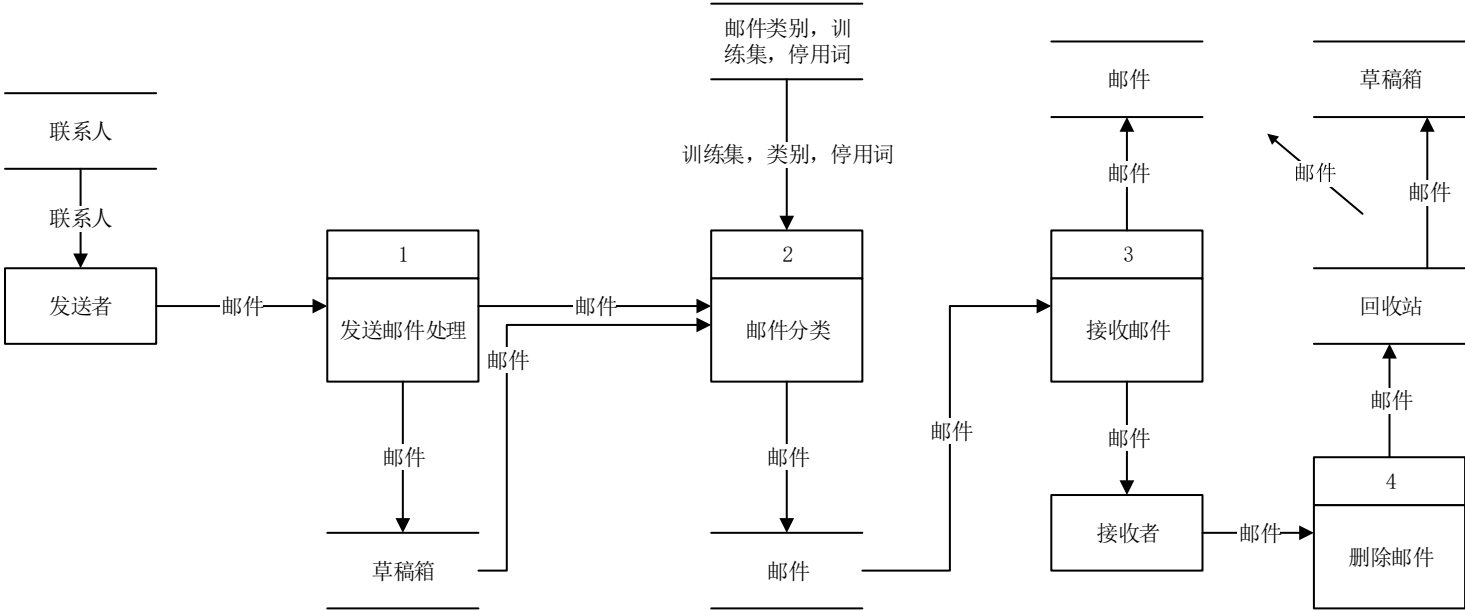 邮件类别，训
练集，停用词
邮件
草稿箱
联系人
训练集，类别，停用词
邮件
邮件
邮件
联系人
1
2
3
发送者
邮件
发送邮件处理
邮件
邮件分类
接收邮件
回收站
邮件
邮件
邮件
邮件
邮件
邮件
4
草稿箱
邮件
接收者
邮件
删除邮件